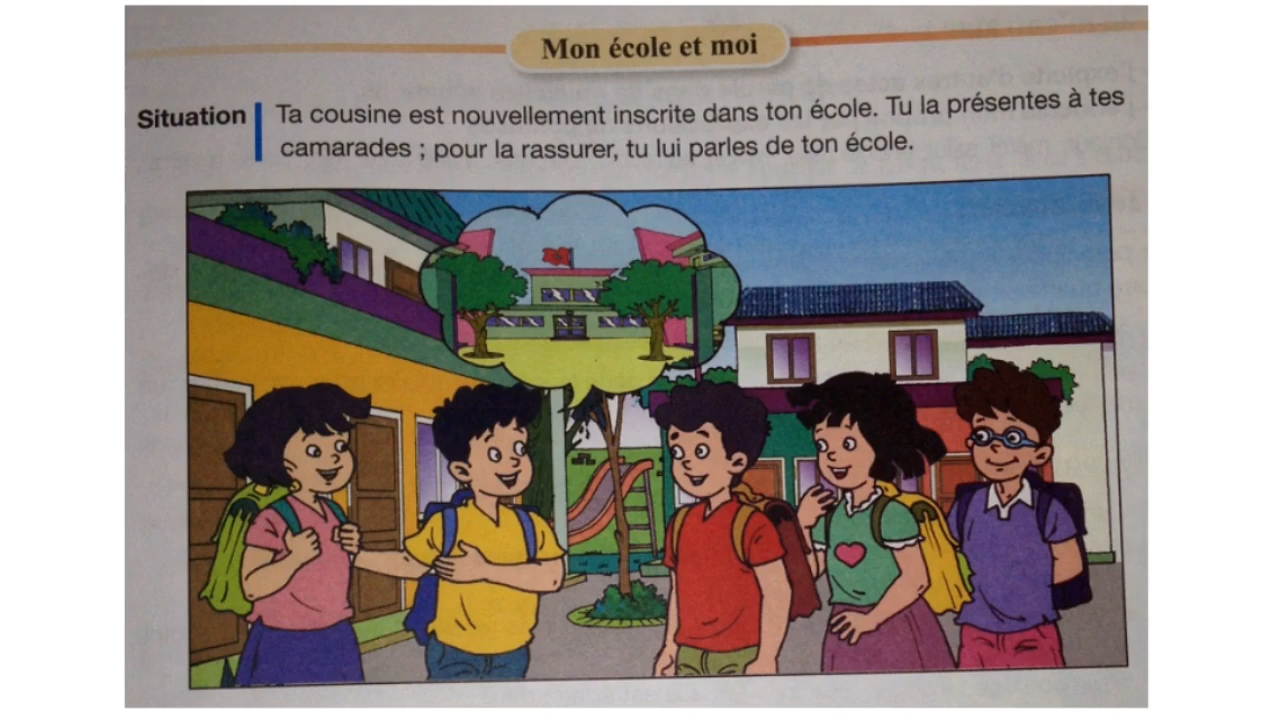 Mon école et moi
Situation
Ta cousine est nouvellement inscrite dans ton école. Tu la présentes à tes
camarades ; pour la rassurer, tu lui parles de ton école.